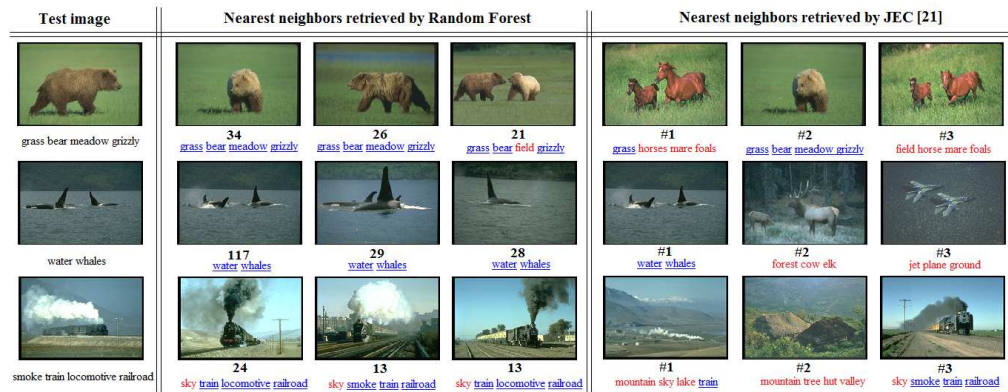 Test image
Nearest neighbors retrieved by Random Forest
Nearest neighbors retrieved by JEC [21]
grass bear meadow grizzly
34
grass bear meadow grizzly
26
grass bear meadow grizzly
21
grass bear field grizzly
#1
grass horses mare foals
#2
grass bear meadow grizzly
#3
field horse mare foals
water whales
117
water whales
29
water whales
28
water whales
#1
water whales
#2
forest cow elk
#3
jet plane ground
smoke train locomotive railroad
24
sky train locomotive railroad
13
sky smoke train railroad
13
sky train locomotive railroad
#1
mountain sky lake train
#2
mountain tree hut valley
#3
sky smoke train railroad